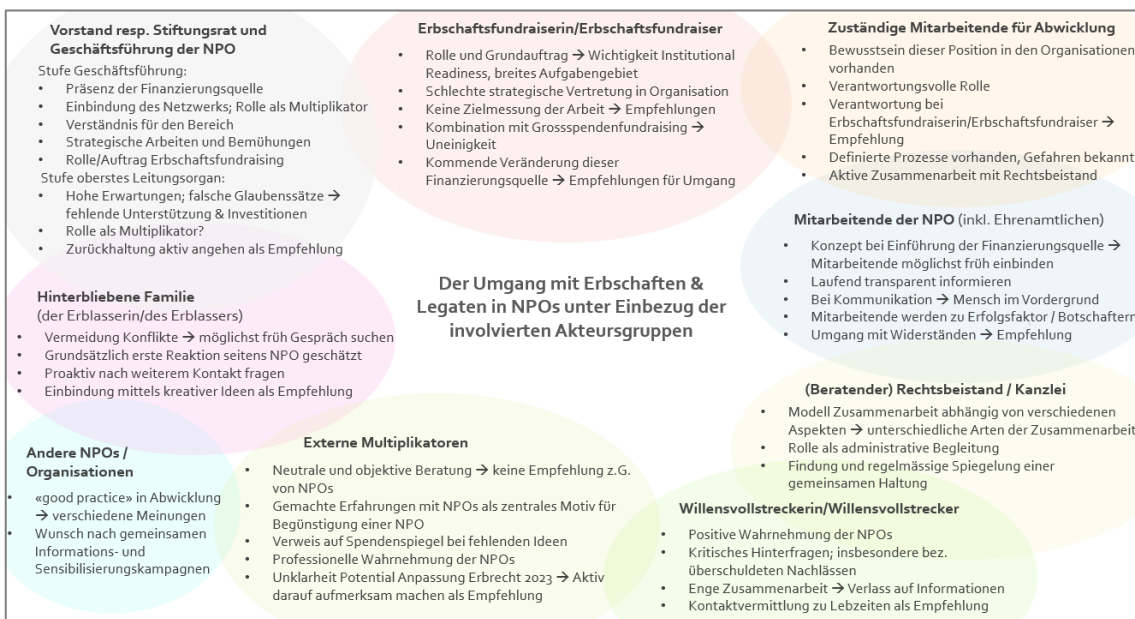 Vorstand resp. Stiftungsrat und
Geschäftsführung der NPO
Stufe Geschäftsführung:
• Präsenz der Finanzierungsquelle
• Einbindung des Netzwerks; Rolle als Multiplikator
• Verständnis für den Bereich
• Strategische Arbeiten und Bemühungen
• Rolle/Auftrag Erbschaftsfundraising
Stufe oberstes Leitungsorgan:
• Hohe Erwartungen; falsche Glaubenssätze →
fehlende Unterstützung & Investitionen
• Rolle als Multiplikator?
• Zurückhaltung aktiv angehen als Empfehlung
Erbschaftsfundraiserin/Erbschaftsfundraiser
• Rolle und Grundauftrag → Wichtigkeit Institutional
Readiness, breites Aufgabengebiet
• Schlechte strategische Vertretung in Organisation
• Keine Zielmessung der Arbeit → Empfehlungen
• Kombination mit Grossspendenfundraising →
Uneinigkeit
• Kommende Veränderung dieser
Finanzierungsquelle → Empfehlungen für Umgang
Zuständige Mitarbeitende für Abwicklung
• Bewusstsein dieser Position in den Organisationen
vorhanden
• Verantwortungsvolle Rolle
• Verantwortung bei
Erbschaftsfundraiserin/Erbschaftsfundraiser →
Empfehlung
• Definierte Prozesse vorhanden, Gefahren bekannt
• Aktive Zusammenarbeit mit Rechtsbeistand
Mitarbeitende der NPO (inkl. Ehrenamtlichen)
• Konzept bei Einführung der Finanzierungsquelle →
Mitarbeitende möglichst früh einbinden
• Laufend transparent informieren
• Bei Kommunikation → Mensch im Vordergrund
• Mitarbeitende werden zu Erfolgsfaktor / Botschaftern
• Umgang mit Widerständen → Empfehlung
Der Umgang mit Erbschaften &
Legaten in NPOs unter Einbezug der
involvierten Akteursgruppen
Hinterbliebene Familie
(der Erblasserin/des Erblassers)
• Vermeidung Konflikte → möglichst früh Gespräch suchen
• Grundsätzlich erste Reaktion seitens NPO geschätzt
• Proaktiv nach weiterem Kontakt fragen
• Einbindung mittels kreativer Ideen als Empfehlung
(Beratender) Rechtsbeistand / Kanzlei
• Modell Zusammenarbeit abhängig von verschiedenen
Aspekten → unterschiedliche Arten der Zusammenarbeit
• Rolle als administrative Begleitung
• Findung und regelmässige Spiegelung einer
gemeinsamen Haltung
Andere NPOs /
Organisationen
• «good practice» in Abwicklung
→ verschiedene Meinungen
• Wunsch nach gemeinsamen
Informations- und
Sensibilisierungskampagnen
Externe Multiplikatoren
• Neutrale und objektive Beratung → keine Empfehlung z.G.
von NPOs
• Gemachte Erfahrungen mit NPOs als zentrales Motiv für
Begünstigung einer NPO
• Verweis auf Spendenspiegel bei fehlenden Ideen
• Professionelle Wahrnehmung der NPOs
• Unklarheit Potential Anpassung Erbrecht 2023 → Aktiv
darauf aufmerksam machen als Empfehlung
Willensvollstreckerin/Willensvollstrecker
• Positive Wahrnehmung der NPOs
• Kritisches Hinterfragen; insbesondere bez.
überschuldeten Nachlässen
• Enge Zusammenarbeit → Verlass auf Informationen
• Kontaktvermittlung zu Lebzeiten als Empfehlung